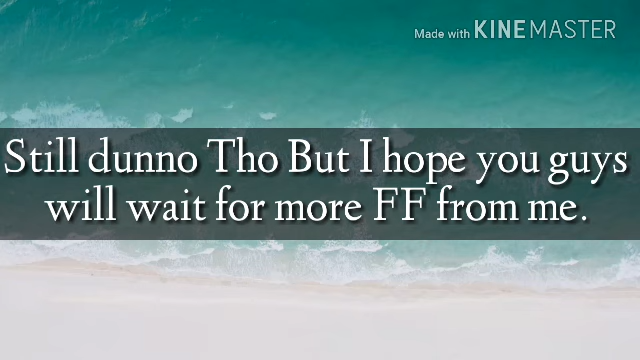 Made with KINEMASTER
Still dunno Tho But I hope you guys
will wait for more FF from me.